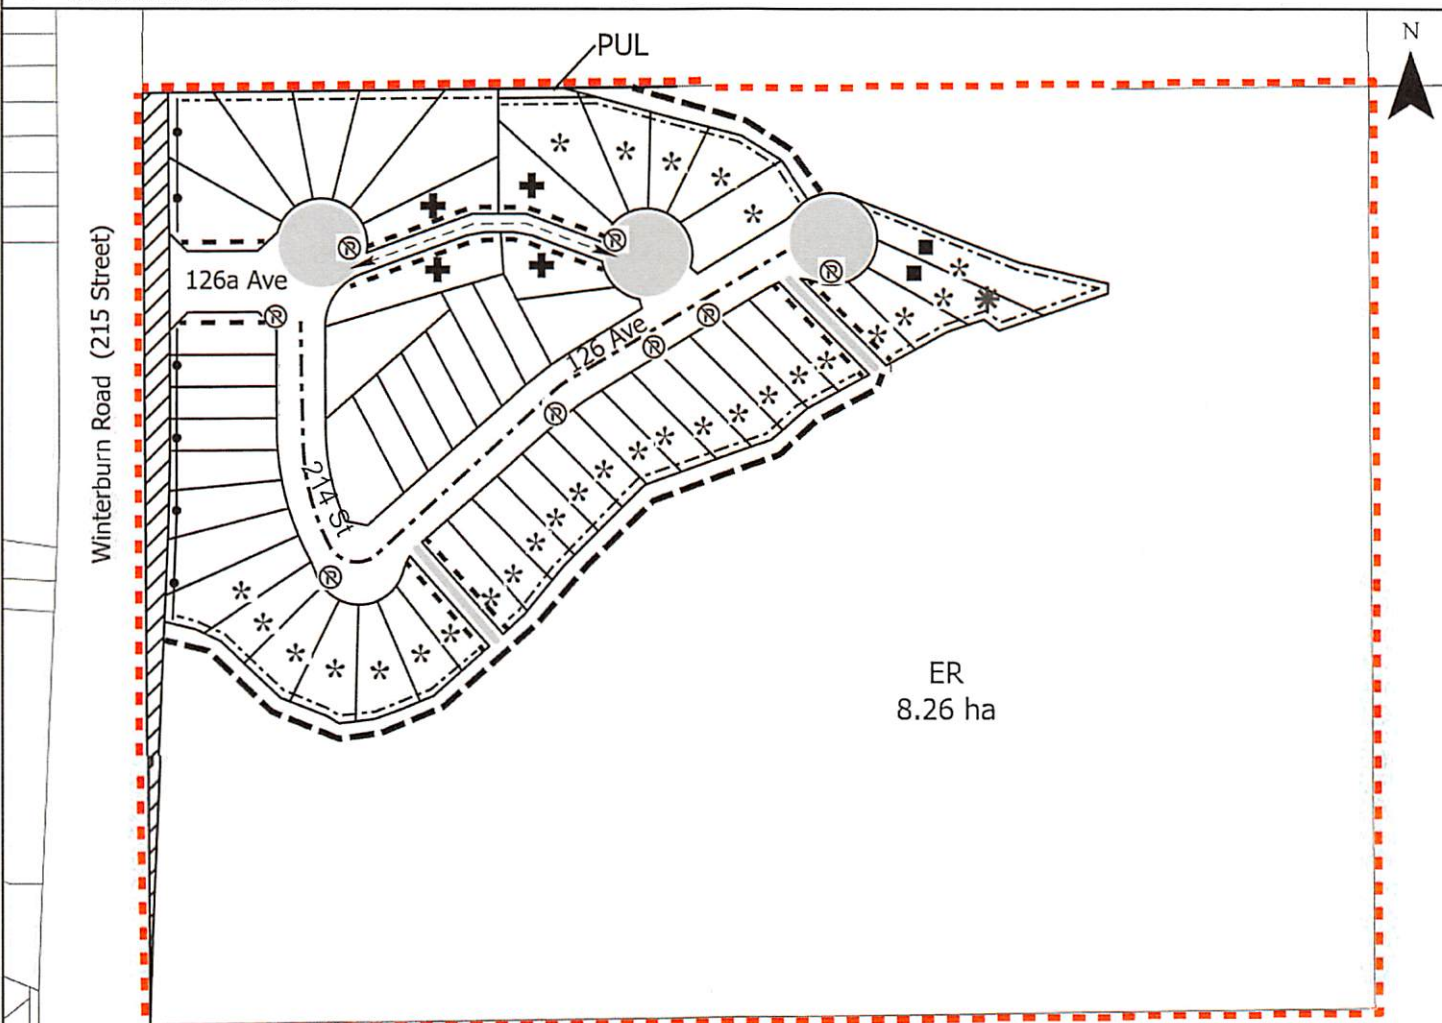 N
PUL
126a Ave
Winterburn Road (215 Street)
126 Ave
214 St
ER
8.26 ha